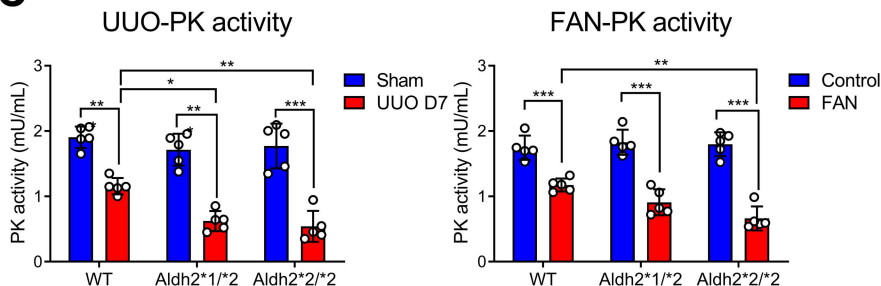 UUO-PK activity
PK activity (mU/mL)
3
2
1
0
**
*
**
**
***
WT
Aldh2*1/*2
Aldh2*2/*2
Sham
UUO D7
FAN-PK activity
PK activity (mU/mL)
3
2
1
0
**
***
***
***
WT
Aldh2*1/*2
Aldh2*2/*2
Control
FAN